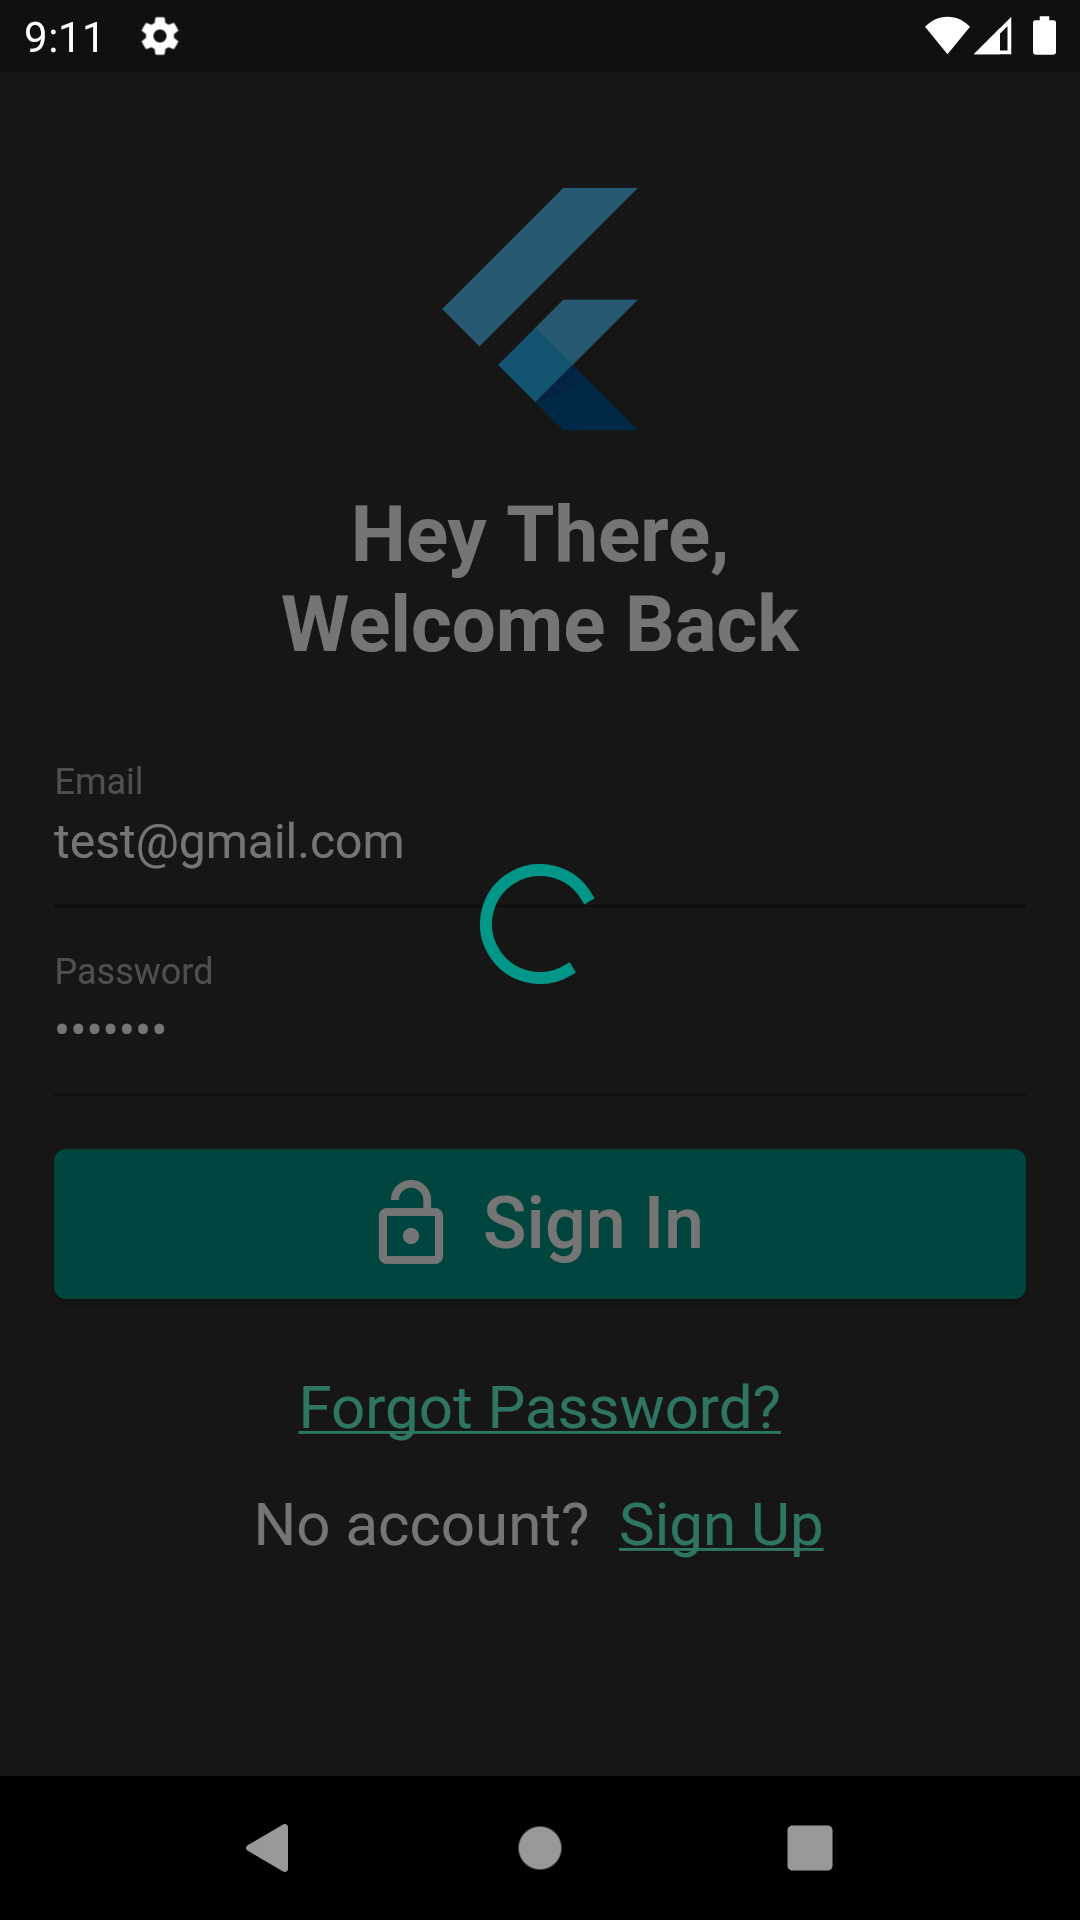 9:11
Hey There,
Welcome Back
Email
test@gmail.com
Password
•••••••
Sign In
Forgot Password?
No account? Sign Up